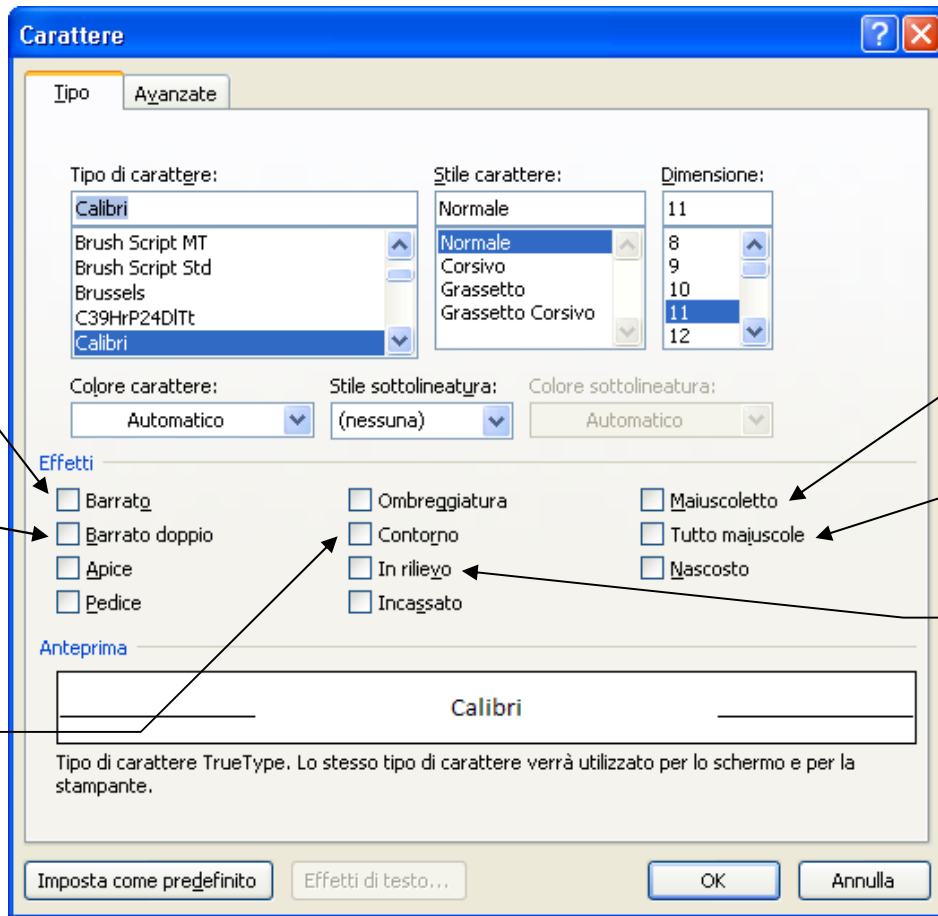 Carattere
Tipo Avanzate
Tipo di carattere: Stile carattere: Dimensione:
Calibri Normale 11
Brush Script MT Normale 8
Brush Script Std Corsivo 9
Brussels Grassetto 10
C39HrP24DlTt Grassetto Corsivo 11
Calibri 12
Colore carattere: Stile sottolineatura: Colore sottolineatura:
Automatico (nessuna) Automatico
Effetti
Barrato Ombreggiatura Maiuscoletto
Barrato doppio Contorno Tutto maiuscole
Apice In rilievo Nascosto
Pedice Incassato
Anteprima
Calibri
Tipo di carattere TrueType. Lo stesso tipo di carattere verrà utilizzato per lo schermo e per la
stampante.
Imposta come predefinito Effetti di testo... OK Annulla